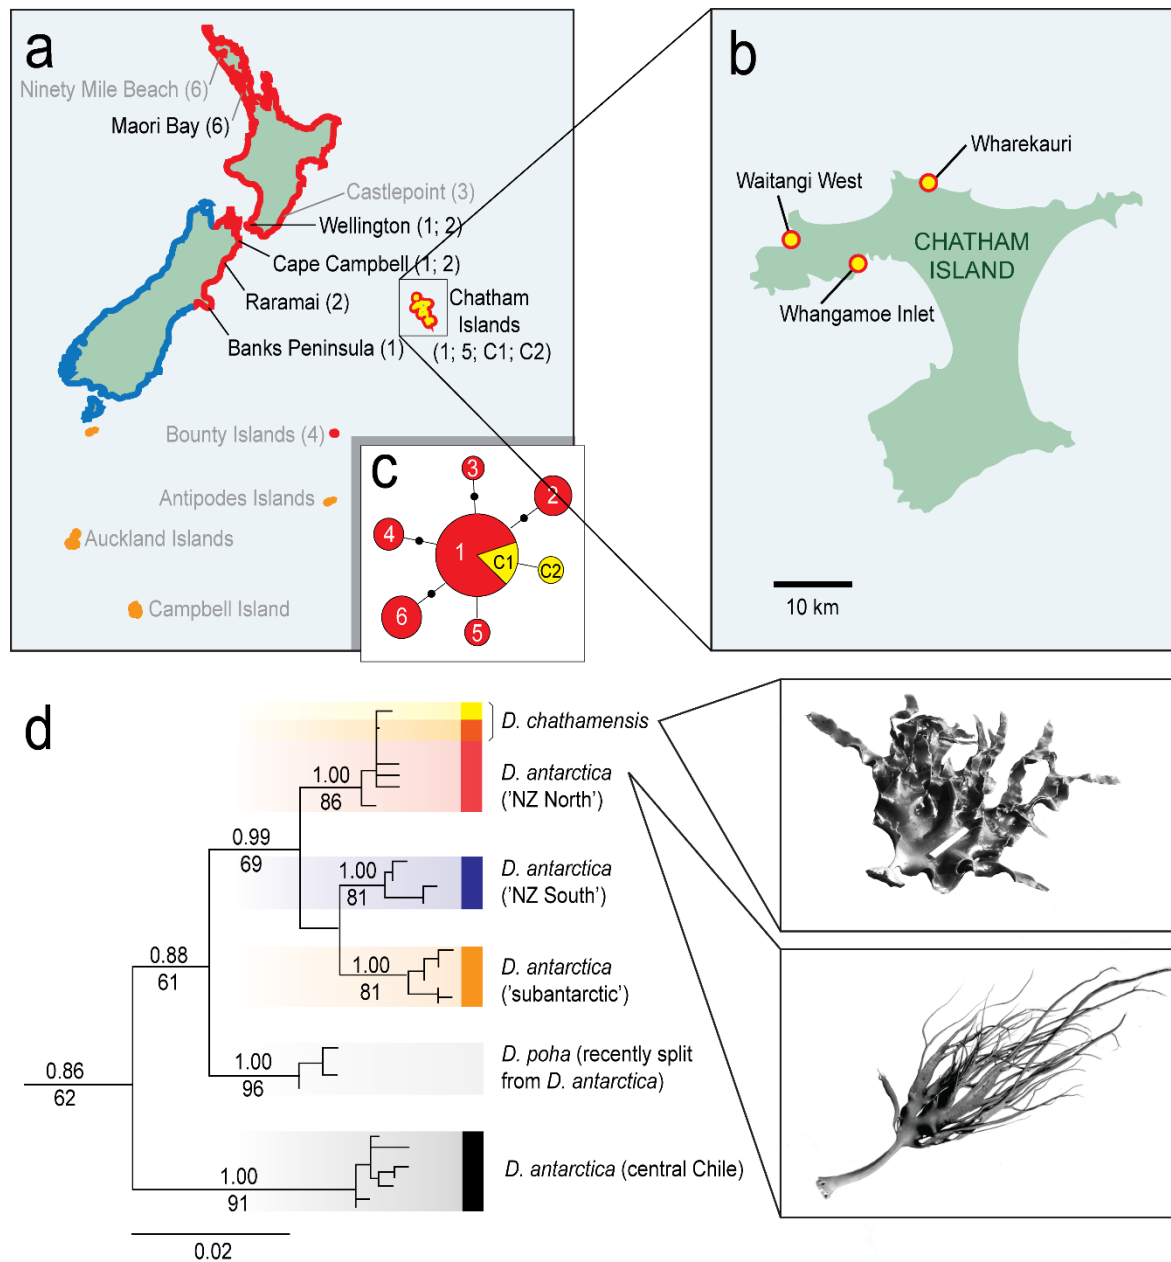 a
Ninety Mile Beach (6)
Maori Bay (6)
Castlepoint (3)
Wellington (1; 2)
Cape Campbell (1; 2)
Raramai (2)
Banks Peninsula (1)
Chatham
Islands
(1; 5; C1; C2)
Bounty Islands (4)
Antipodes Islands
Auckland Islands
Campbell Island
b
Wharekauri
Waitangi West
CHATHAM
ISLAND
Whangamoe Inlet
10 km
c
3
2
4
1
C1
C2
6
5
d
D. chathamensis
1.00
86
D. antarctica
('NZ North')
0.99
69
1.00
81
D. antarctica
('NZ South')
0.88
61
1.00
81
D. antarctica
('subantarctic')
0.86
62
1.00
96
D. poha (recently split
from D. antarctica)
1.00
91
D. antarctica (central Chile)
0.02